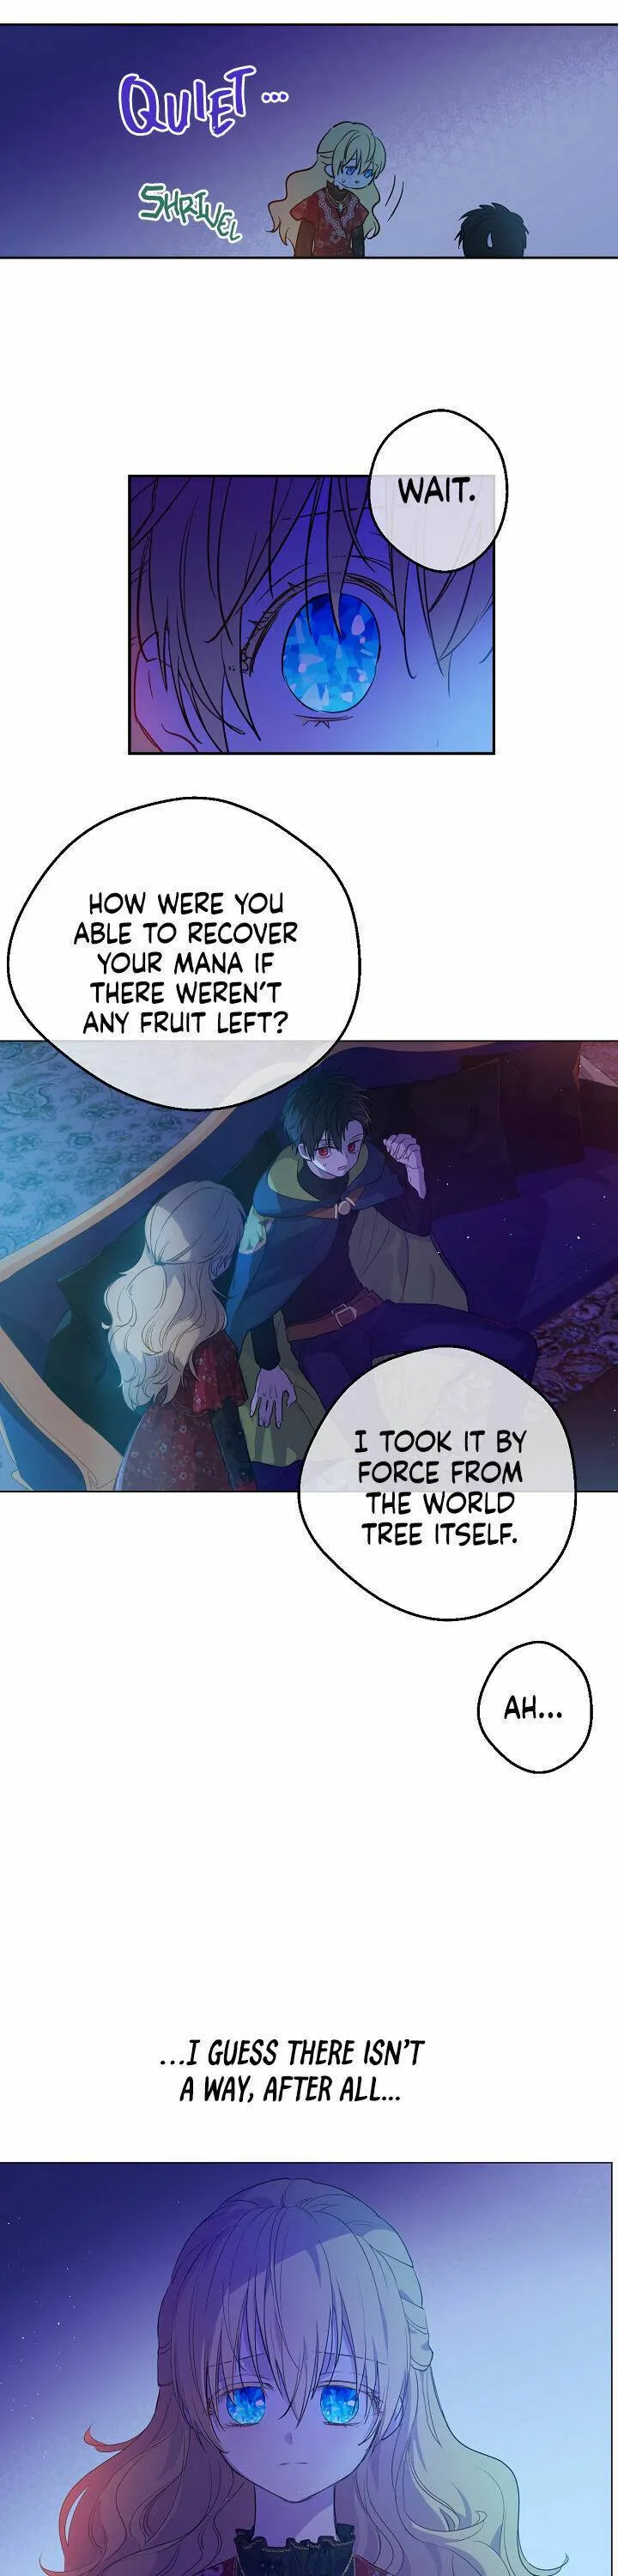 QUIET...
SHRIVEL
WAIT.
HOW WERE YOU
ABLE TO RECOVER
YOUR MANA IF
THERE WEREN'T
ANY FRUIT LEFT?
I TOOK IT BY
FORCE FROM
THE WORLD
TREE ITSELF.
AH...
...I GUESS THERE ISN'T
A WAY, AFTER ALL...